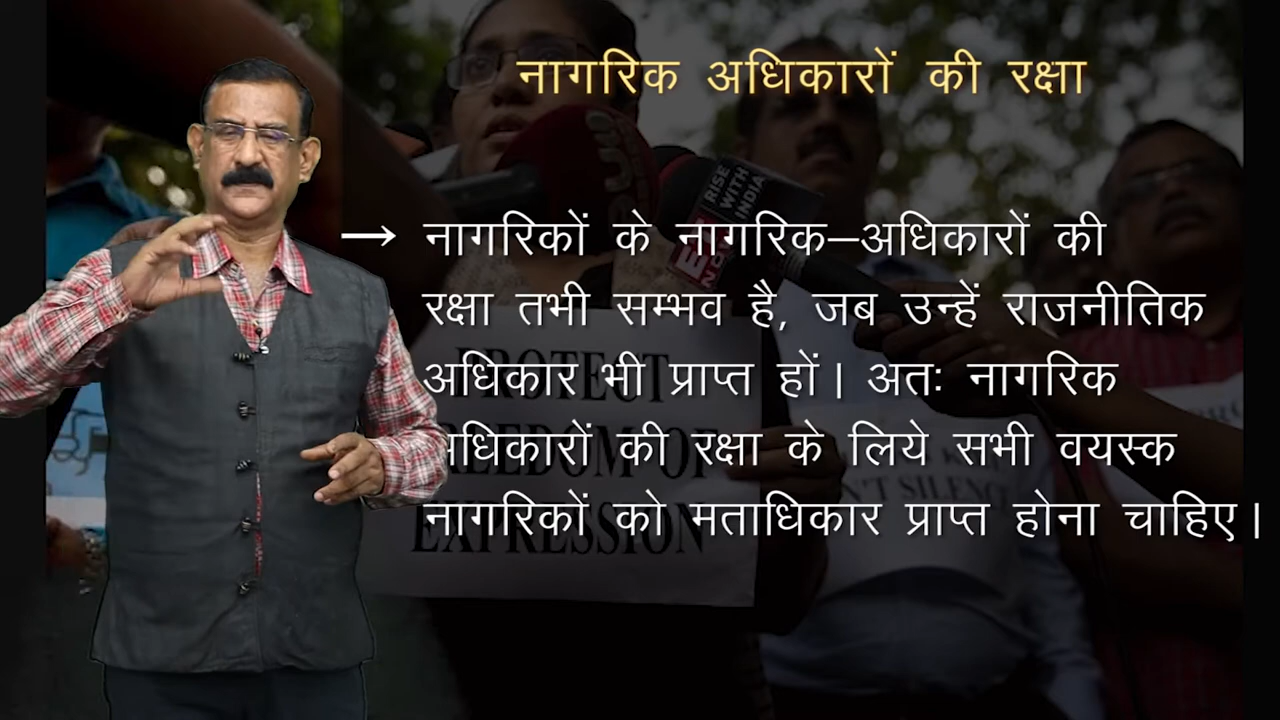 नागरिक अधिकारों की रक्षा
→ नागरिकों के नागरिक–अधिकारों की
रक्षा तभी सम्भव है, जब उन्हें राजनीतिक
अधिकार भी प्राप्त हों। अतः नागरिक
अधिकारों की रक्षा के लिये सभी वयस्क
नागरिकों को मताधिकार प्राप्त होना चाहिए।
RISE
WITH
INDIA
PROTECT
FREEDOM OF
EXPRESSION